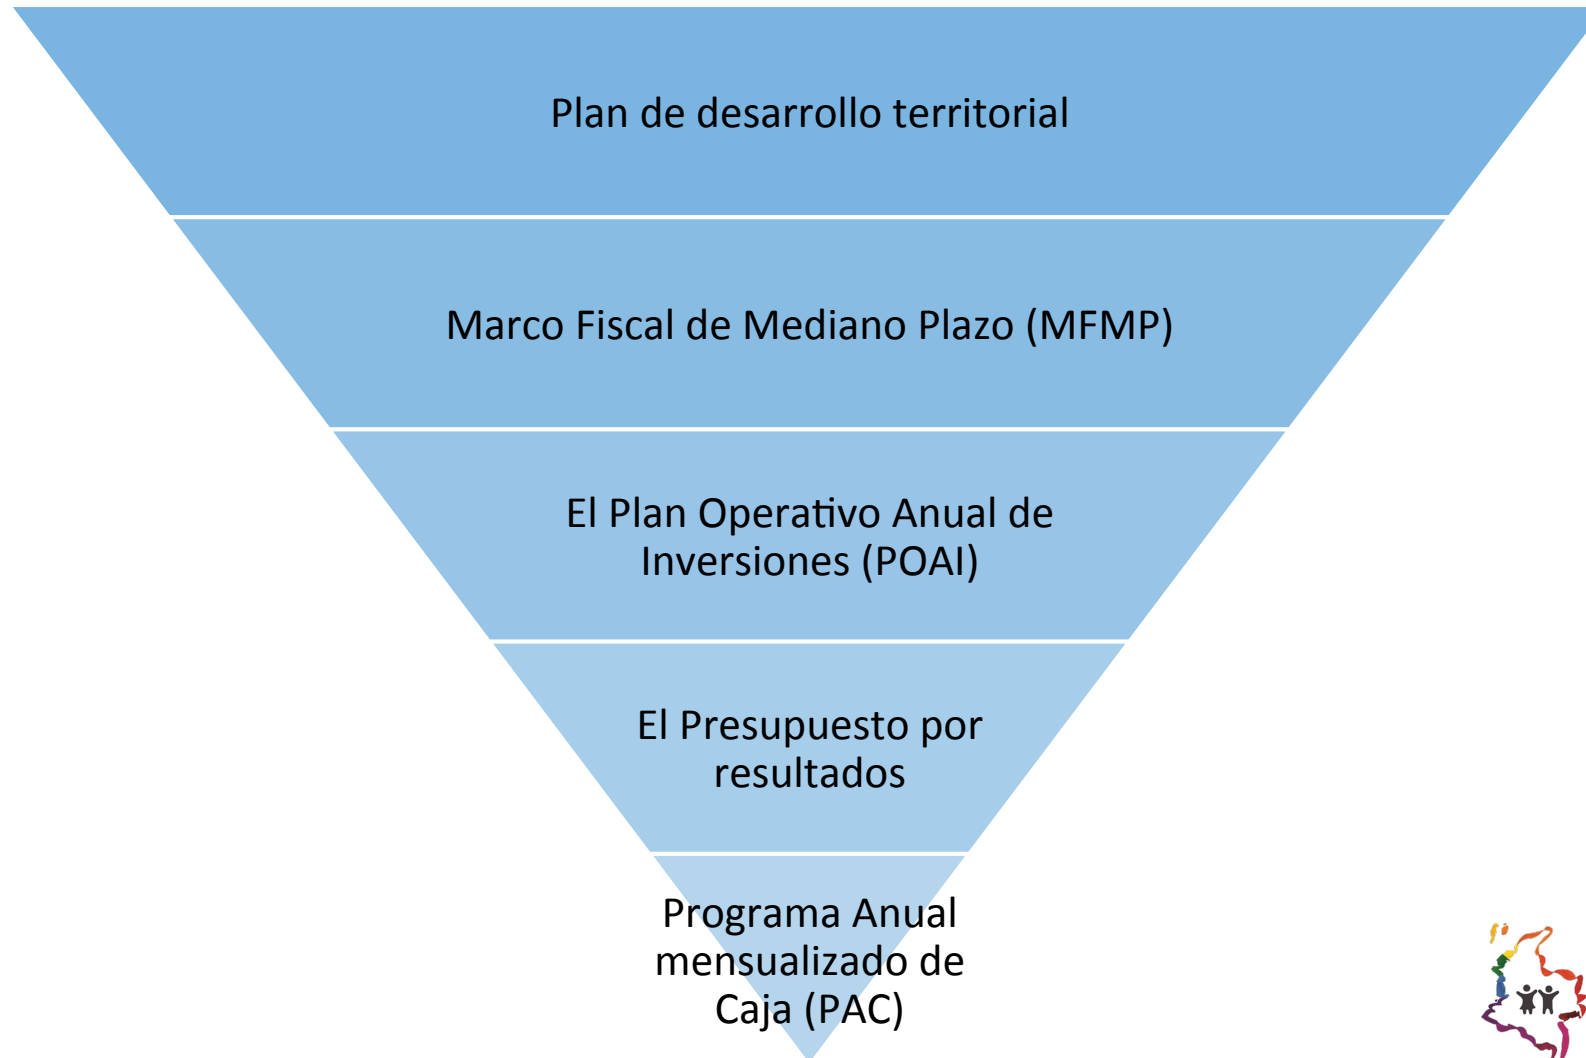 Plan de desarrollo territorial
Marco Fiscal de Mediano Plazo (MFMP)
El Plan Operativo Anual de
Inversiones (POAI)
El Presupuesto por
resultados
Programa Anual
mensualizado de
Caja (PAC)